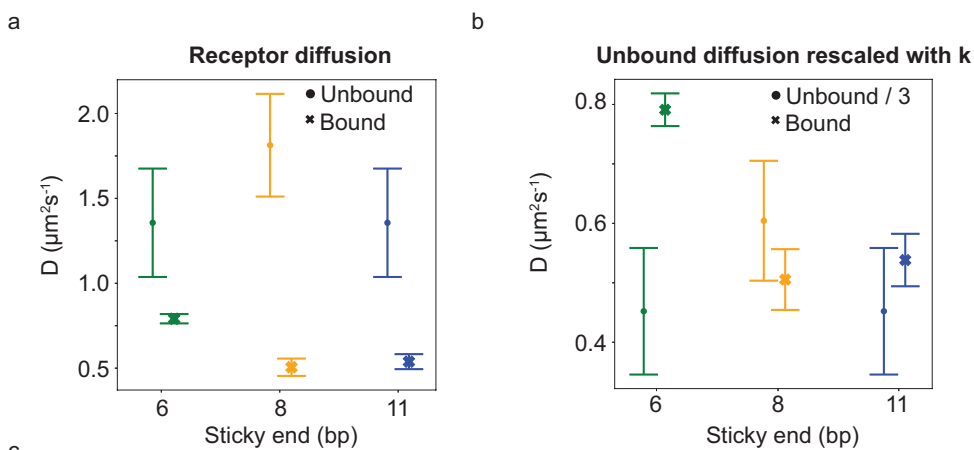 a
Receptor diffusion
Unbound
Bound
D (µm²s⁻¹)
2.0
1.5
1.0
0.5
6 8 11
Sticky end (bp)
b
Unbound diffusion rescaled with k
Unbound / 3
Bound
D (µm²s⁻¹)
0.8
0.6
0.4
6 8 11
Sticky end (bp)